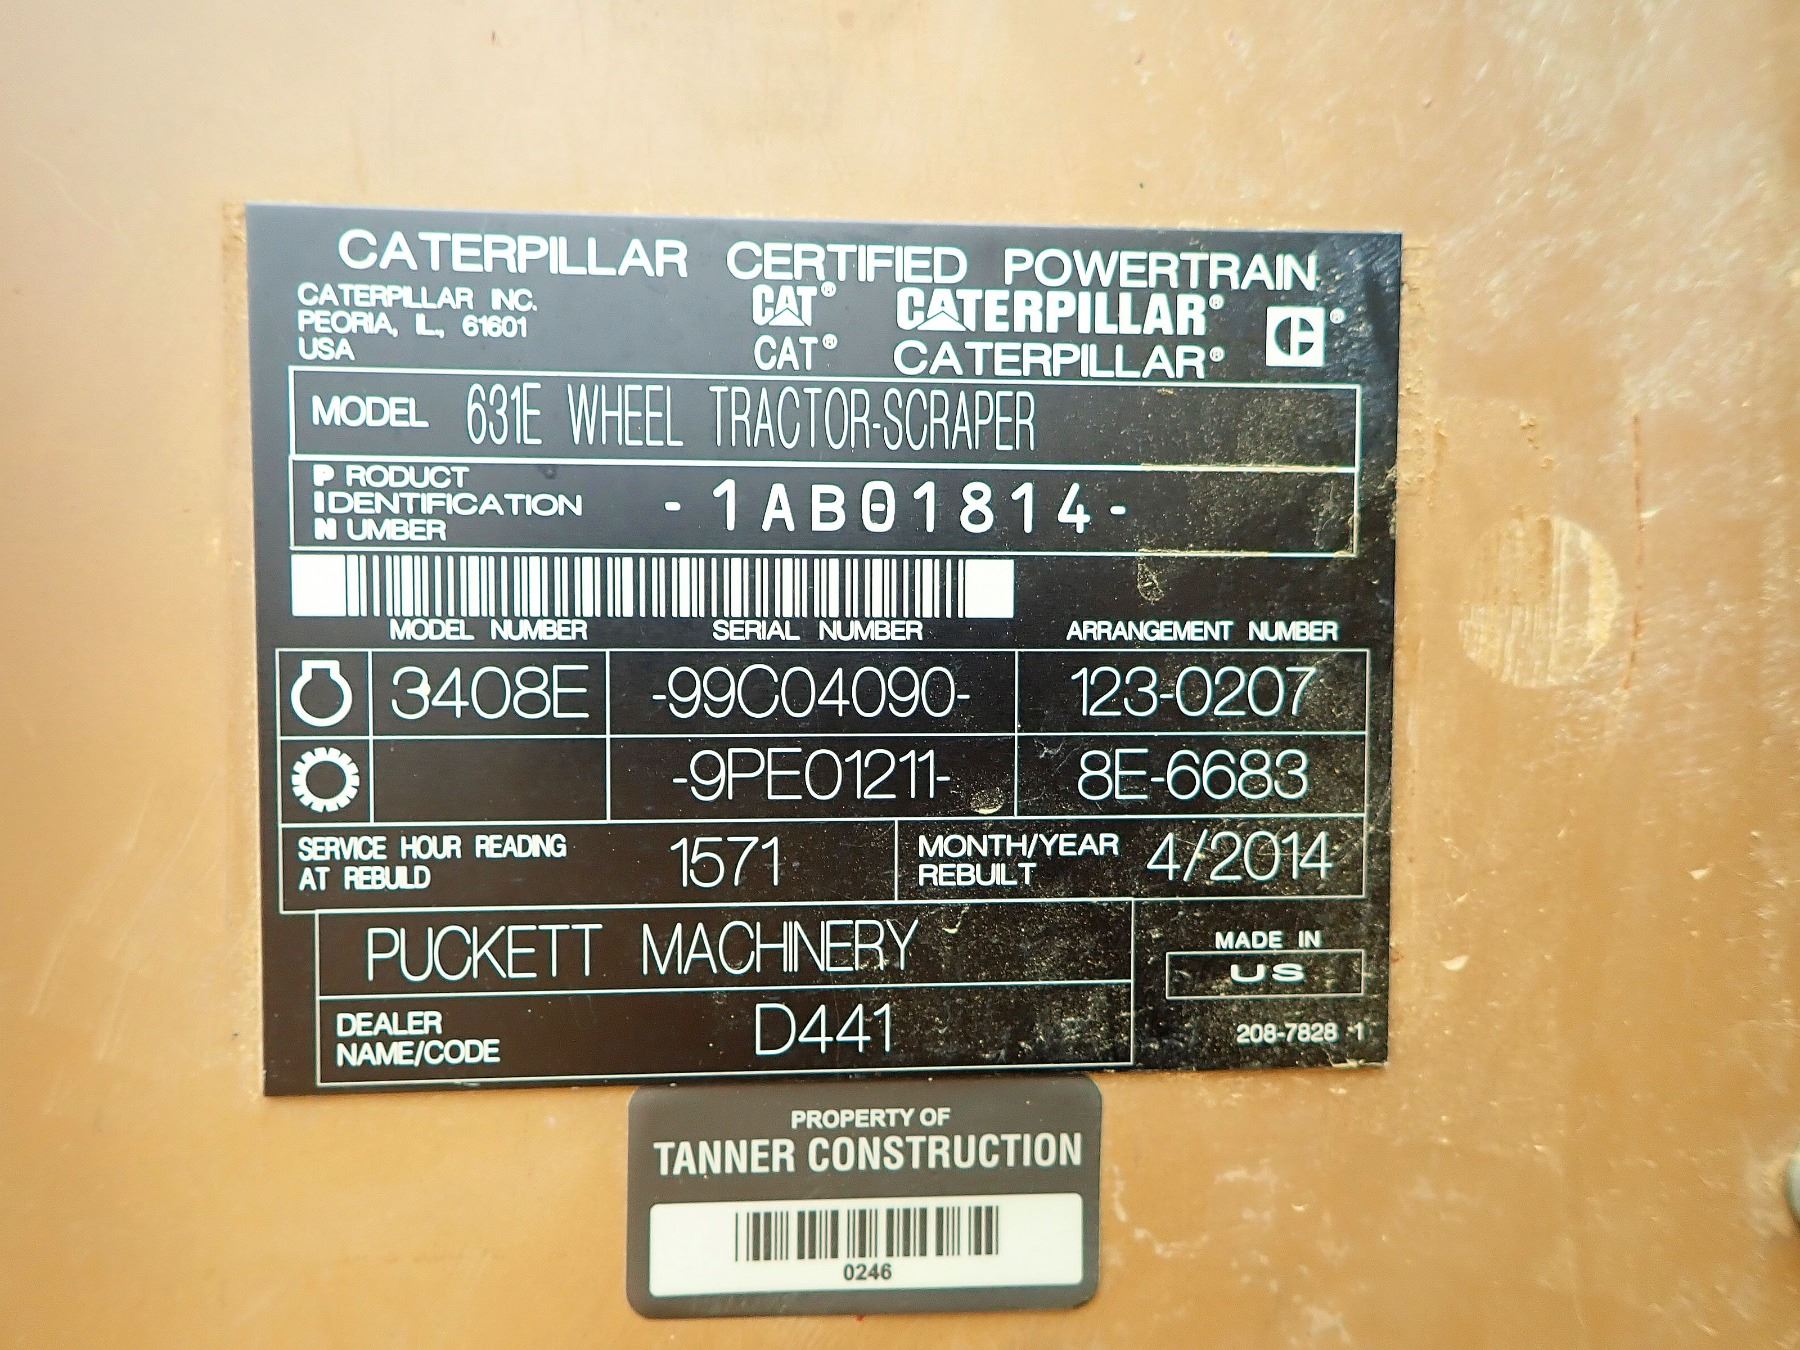 CATERPILLAR CERTIFIED POWERTRAIN
CATERPILLAR INC.
PEORIA, IL, 61601
USA
CAT® CATERPILLAR® ®
CAT® CATERPILLAR®
MODEL 631E WHEEL TRACTOR-SCRAPER
PRODUCT
IDENTIFICATION
NUMBER
-1AB01814-
MODEL NUMBER SERIAL NUMBER ARRANGEMENT NUMBER
3408E -99C04090- 123-0207
-9PE01211- 8E-6683
SERVICE HOUR READING
AT REBUILD
1571
MONTH/YEAR
REBUILT
4/2014
PUCKETT MACHINERY
MADE IN
US
DEALER
NAME/CODE
D441
208-7828 1
PROPERTY OF
TANNER CONSTRUCTION
0246